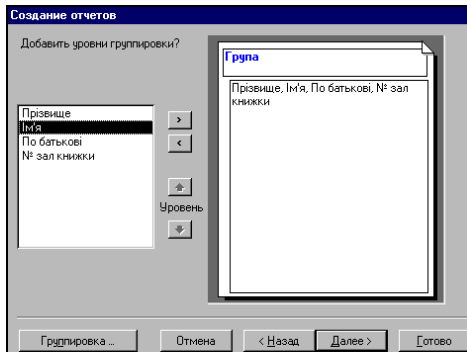 Создание отчетов
Добавить уровни группировки?
Група
Прізвище, Ім'я, По батькові, № зал
книжки
Прізвище
Ім'я
По батькові
№ зал книжки
>
<
Уровень
Группировка ...
Отмена
< Назад
Далее >
Готово